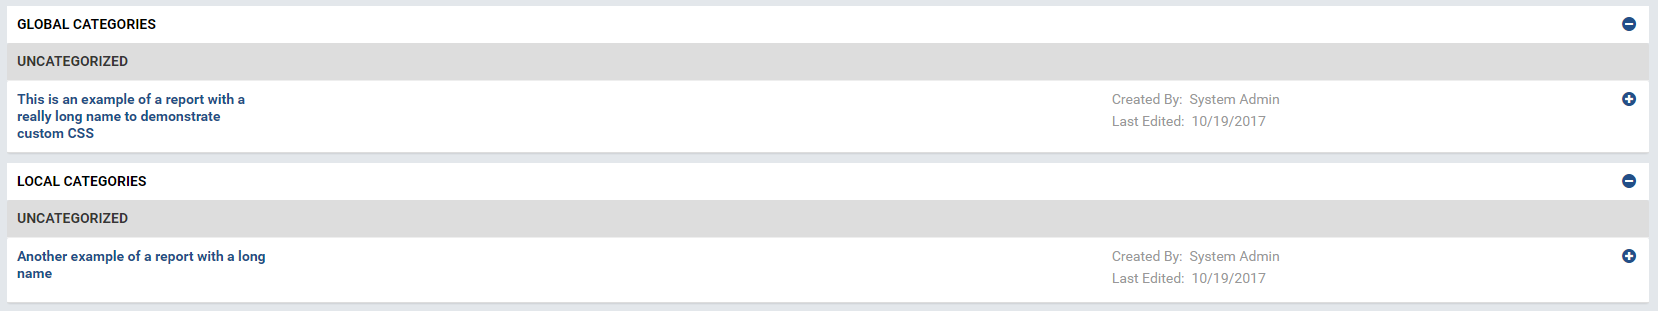 GLOBAL CATEGORIES
UNCATEGORIZED
This is an example of a report with a
really long name to demonstrate
custom CSS
Created By: System Admin
Last Edited: 10/19/2017
LOCAL CATEGORIES
UNCATEGORIZED
Another example of a report with a long
name
Created By: System Admin
Last Edited: 10/19/2017